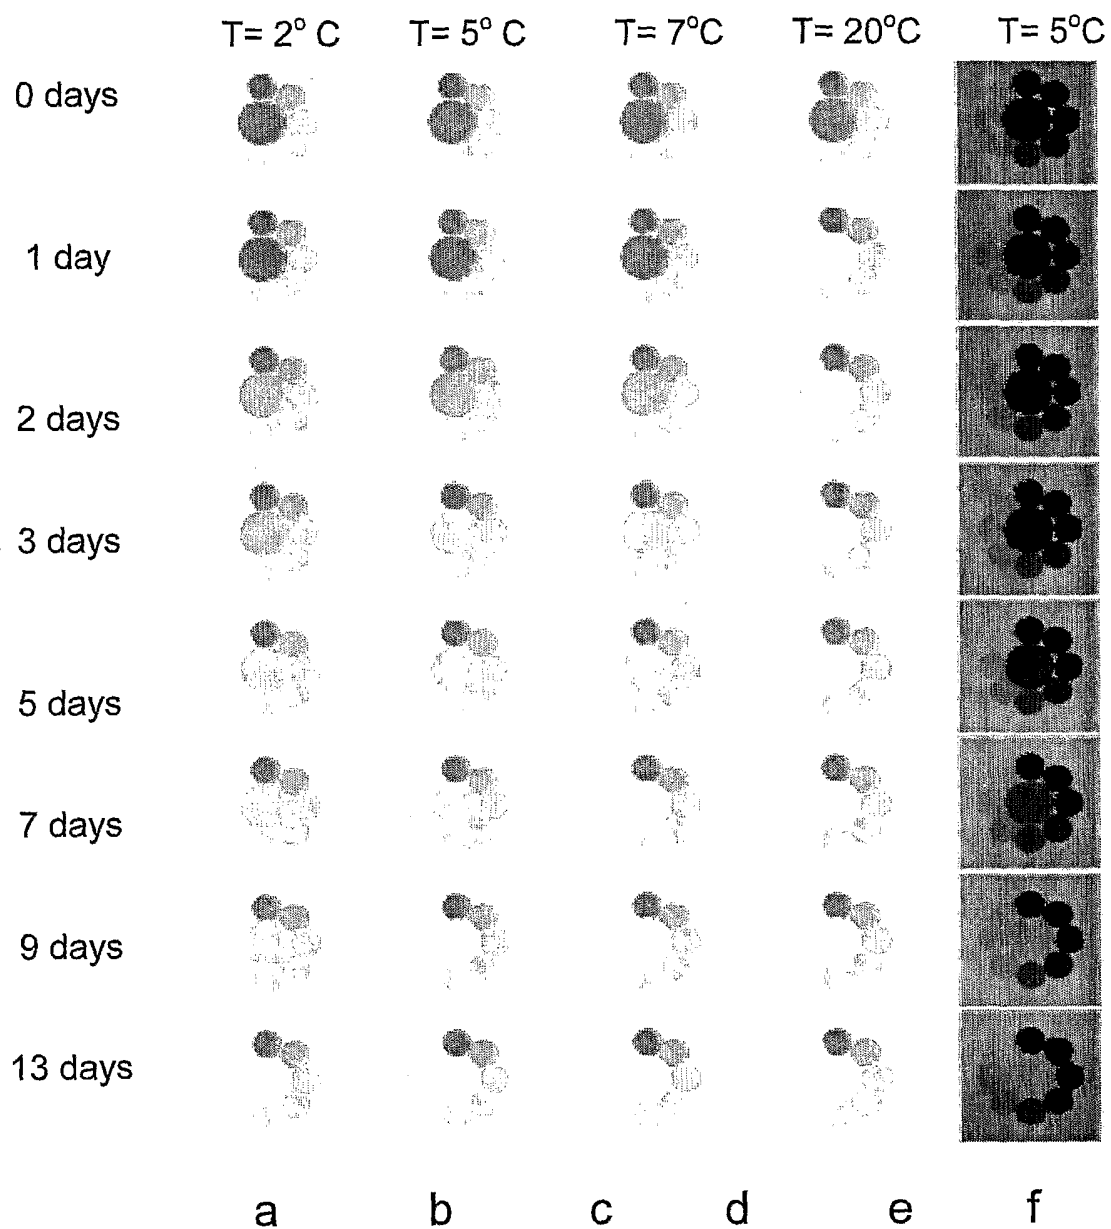 T= 2° C T= 5° C T= 7°C T= 20°C T= 5°C
0 days
1 day
2 days
3 days
5 days
7 days
9 days
13 days
a b c d e f